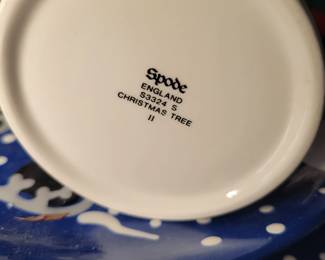 Spode
ENGLAND
S3324 S
CHRISTMAS TREE
II